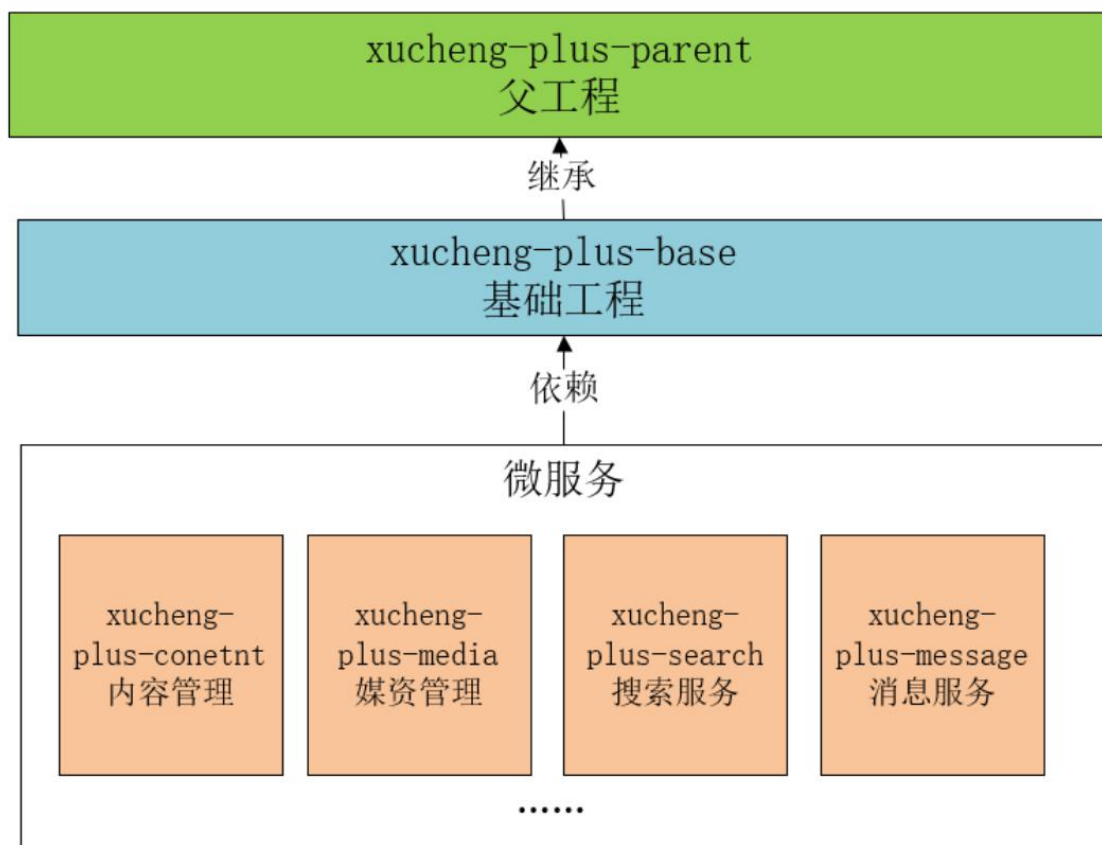 xucheng-plus-parent
父工程
继承
xucheng-plus-base
基础工程
依赖
微服务
xucheng-
plus-conetnt
内容管理
xucheng-
plus-media
媒资管理
xucheng-
plus-search
搜索服务
xucheng-
plus-message
消息服务
······